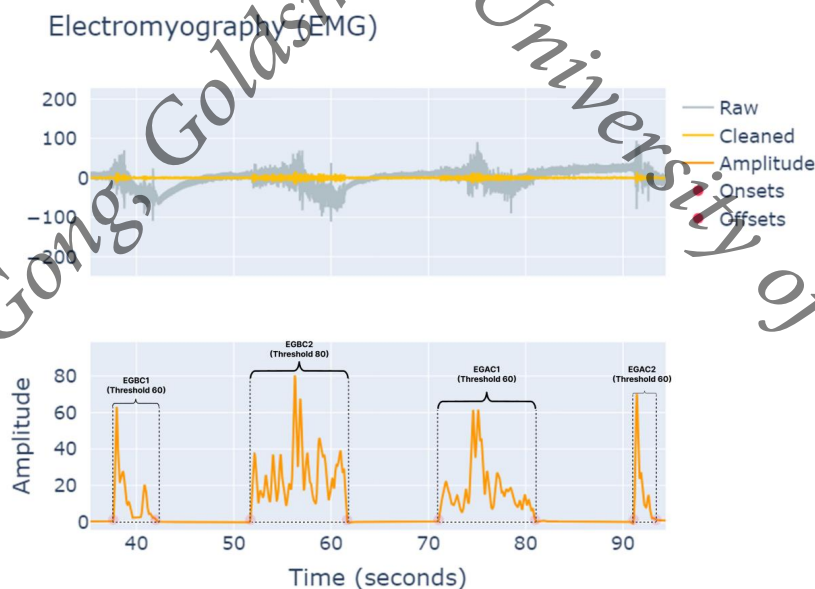 Electromyography (EMG)
Gong, Goldsm
University of
200
100
0
−100
−200
Raw
Cleaned
Amplitude
Onsets
Offsets
EGBC1
(Threshold 60)
EGBC2
(Threshold 80)
EGAC1
(Threshold 60)
EGAC2
(Threshold 60)
Amplitude
80
60
40
20
0
40
50
60
70
80
90
Time (seconds)